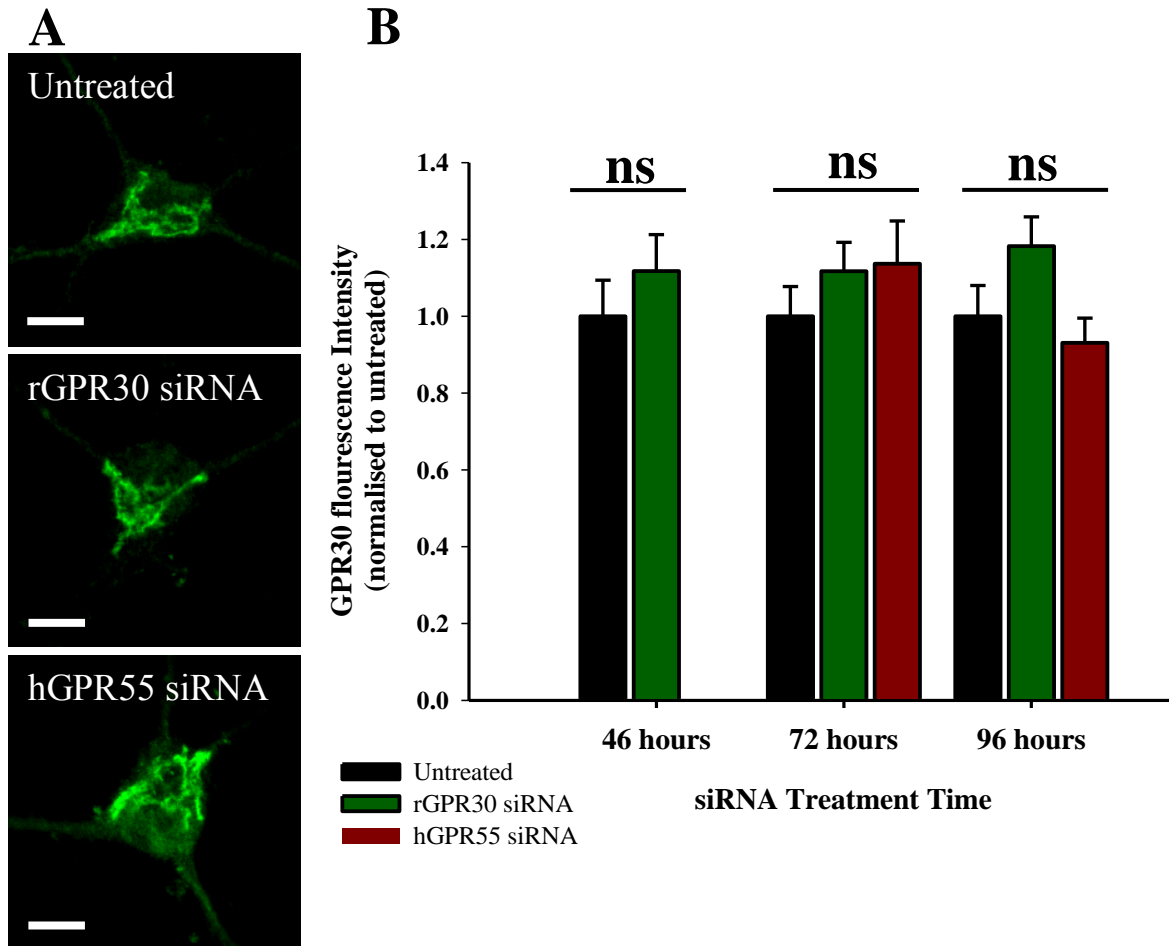 A
B
Untreated
rGPR30 siRNA
hGPR55 siRNA
GPR30 flourescence Intensity
(normalised to untreated)
1.4
1.2
1.0
0.8
0.6
0.4
0.2
0.0
ns
ns
ns
46 hours
72 hours
96 hours
siRNA Treatment Time
Untreated
rGPR30 siRNA
hGPR55 siRNA